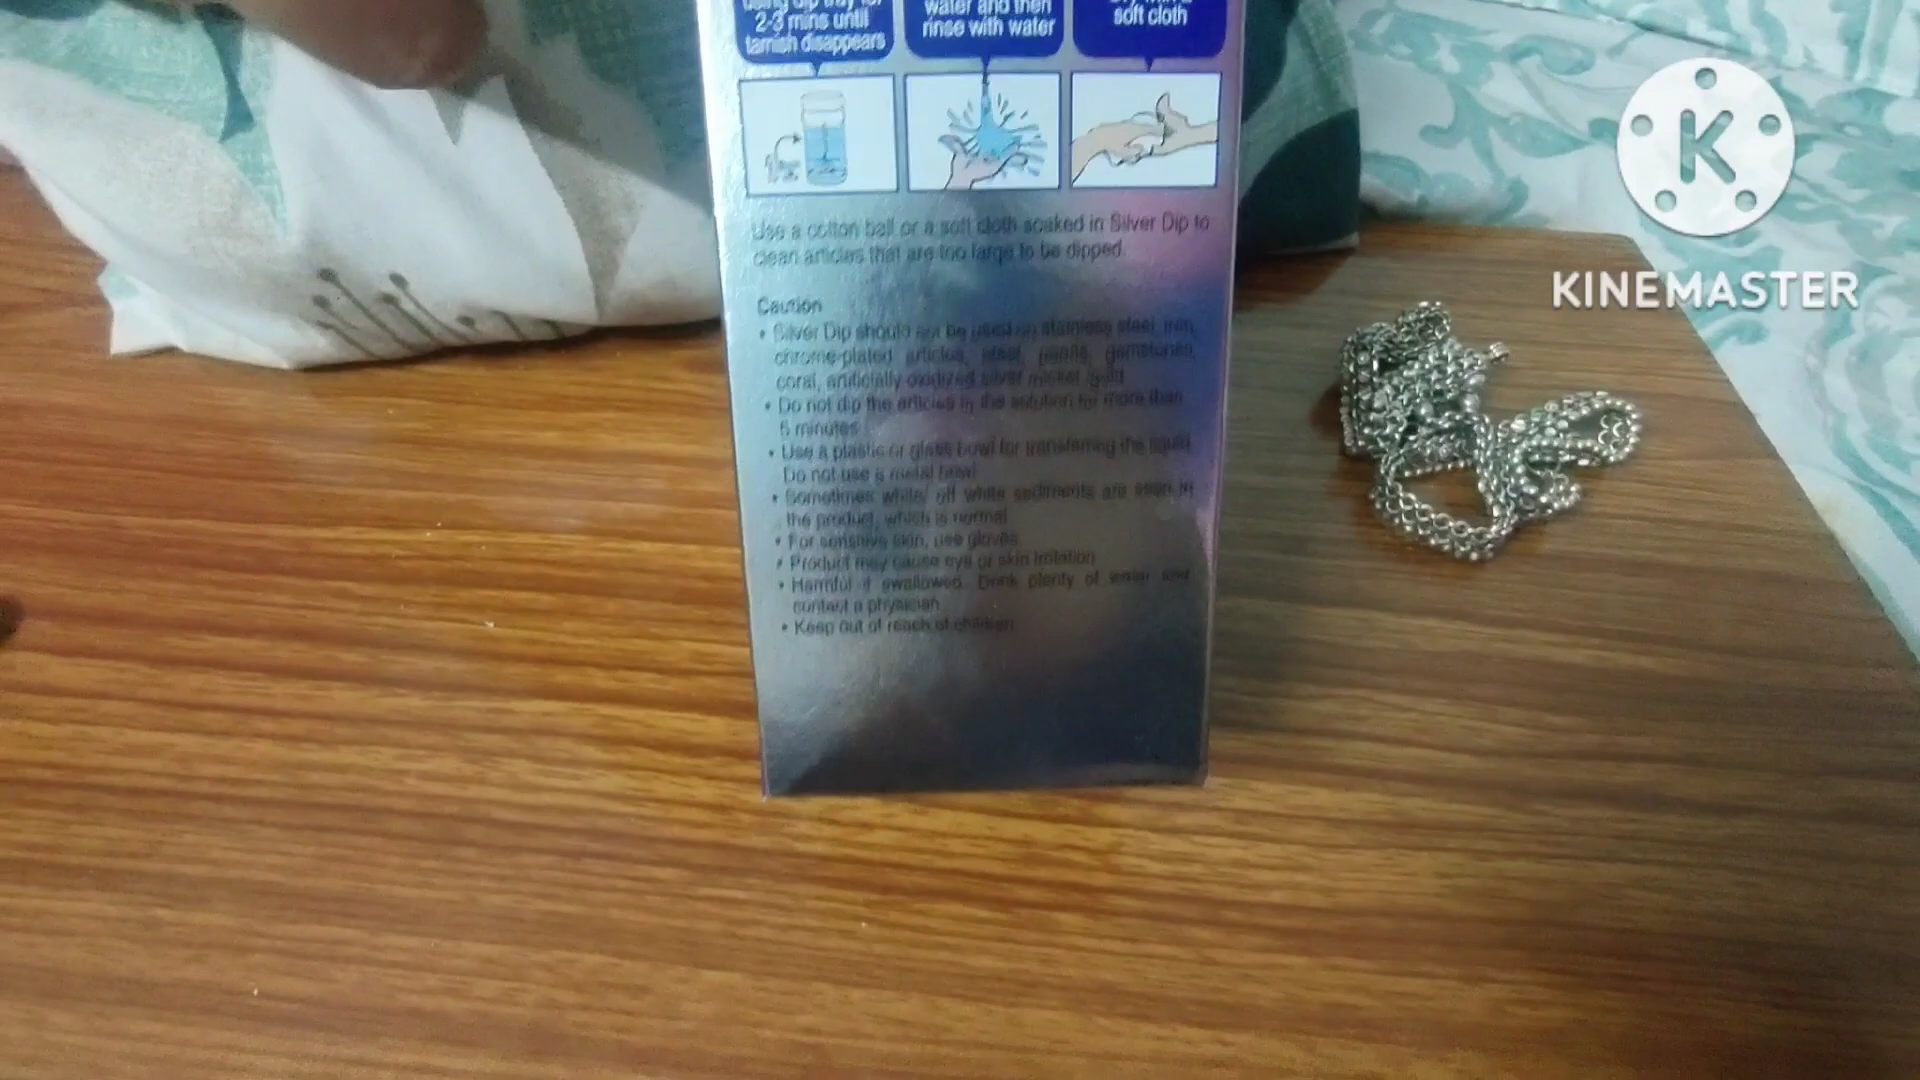 using dip tray for
2-3 mins until
tarnish disappears
water and then
rinse with water
Dry with a
soft cloth
Use a cotton ball or a soft cloth soaked in Silver Dip to
clean articles that are too large to be dipped.
Caution
• Silver Dip should not be used on stainless steel, iron,
chrome-plated articles, steel, pearls, gemstones,
coral, artificially oxidized silver nickel, gold
• Do not dip the articles in the solution for more than
5 minutes
• Use a plastic or glass bowl for transferring the liquid.
Do not use a metal bowl
• Sometimes white/ off white sediments are seen in
the product, which is normal
• For sensitive skin, use gloves
• Product may cause eye or skin irritation
• Harmful if swallowed. Drink plenty of water and
contact a physician
• Keep out of reach of children
K
KINEMASTER